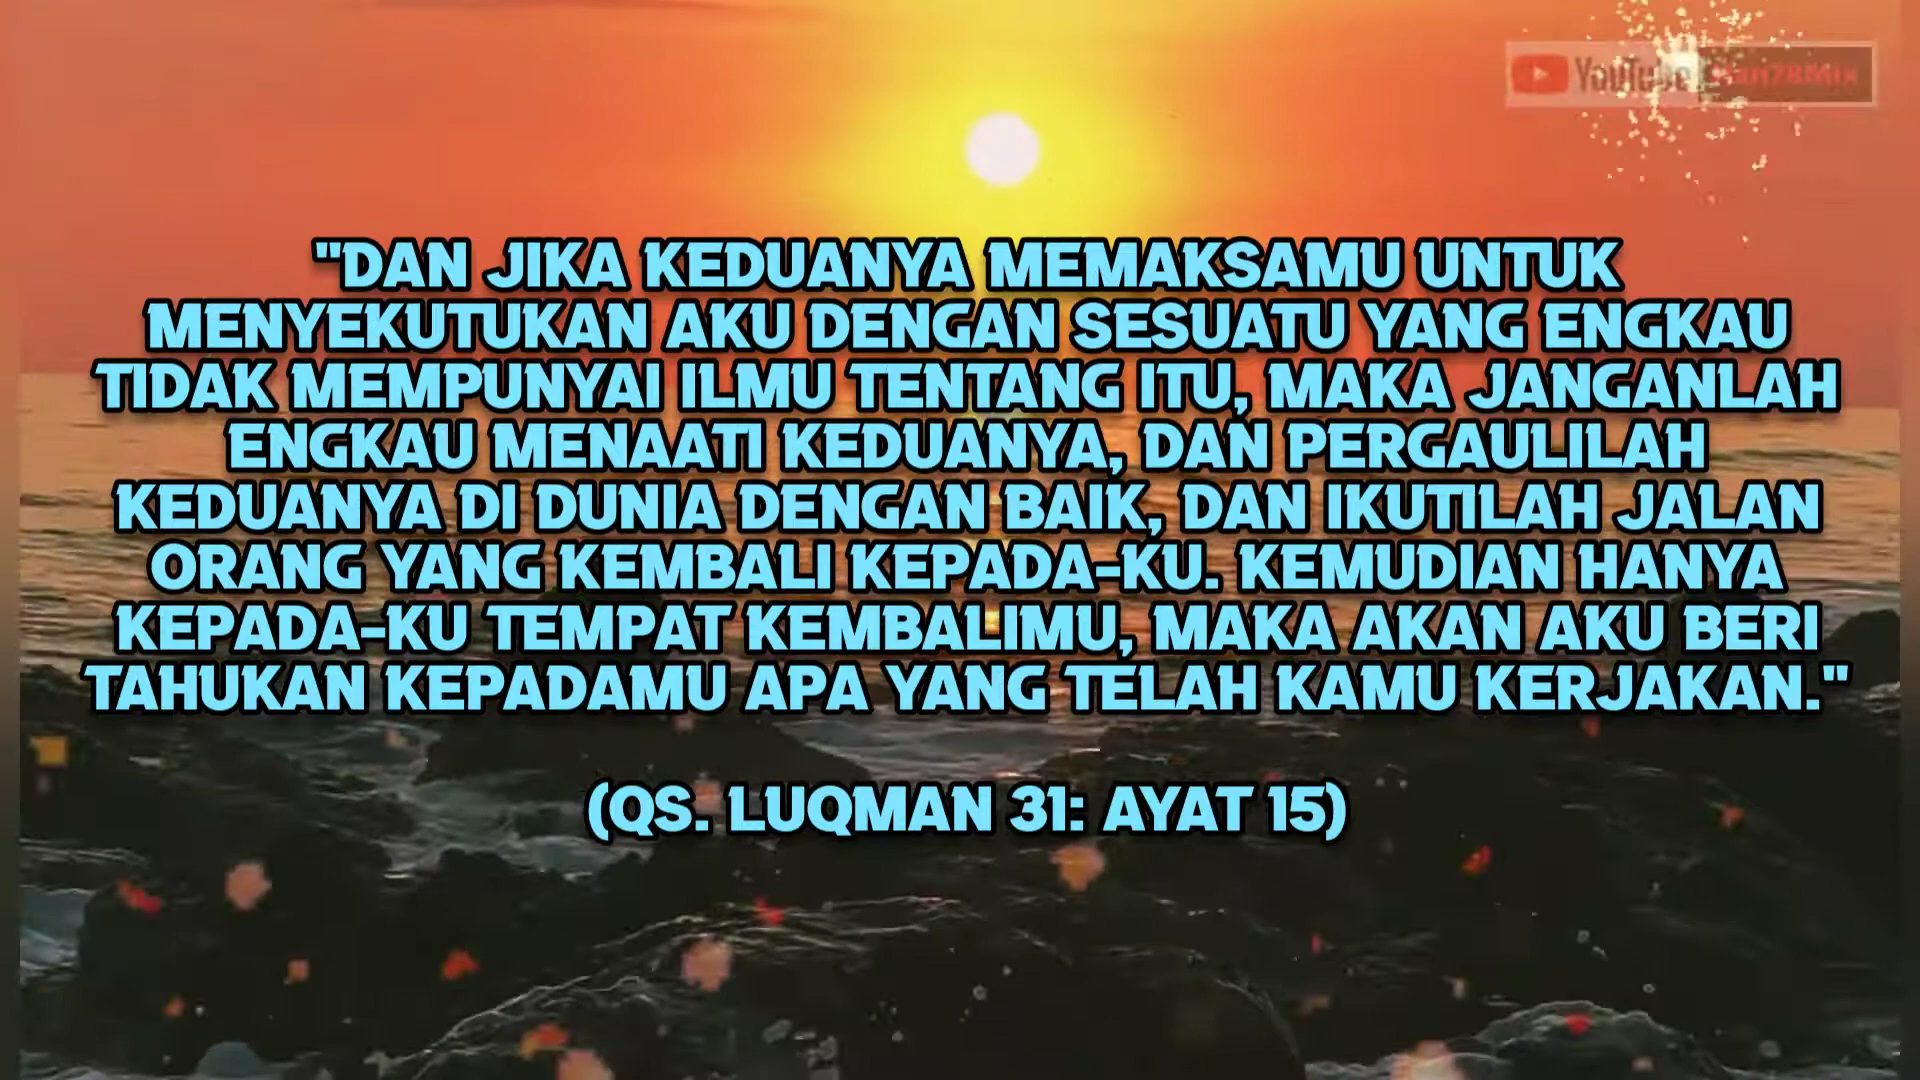 YouTube
"DAN JIKA KEDUANYA MEMAKSAMU UNTUK
MENYEKUTUKAN AKU DENGAN SESUATU YANG ENGKAU
TIDAK MEMPUNYAI ILMU TENTANG ITU, MAKA JANGANLAH
ENGKAU MENAATI KEDUANYA, DAN PERGAULILAH
KEDUANYA DI DUNIA DENGAN BAIK, DAN IKUTILAH JALAN
ORANG YANG KEMBALI KEPADA-KU. KEMUDIAN HANYA
KEPADA-KU TEMPAT KEMBALIMU, MAKA AKAN AKU BERI
TAHUKAN KEPADAMU APA YANG TELAH KAMU KERJAKAN."
(QS. LUQMAN 31: AYAT 15)